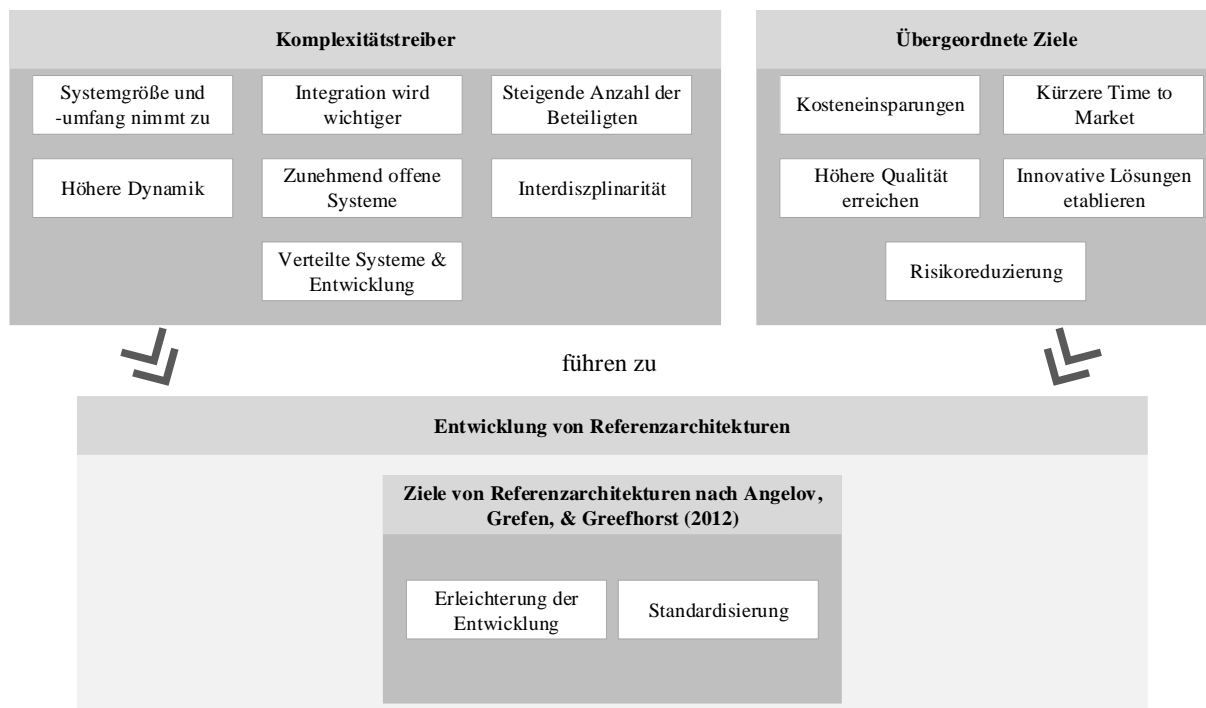 Komplexitätstreiber
Systemgröße und
-umfang nimmt zu
Integration wird
wichtiger
Steigende Anzahl der
Beteiligten
Höhere Dynamik
Zunehmend offene
Systeme
Interdiszplinarität
Verteilte Systeme &
Entwicklung
Übergeordnete Ziele
Kosteneinsparungen
Kürzere Time to
Market
Höhere Qualität
erreichen
Innovative Lösungen
etablieren
Risikoreduzierung
führen zu
Entwicklung von Referenzarchitekturen
Ziele von Referenzarchitekturen nach Angelov,
Grefen, & Greefhorst (2012)
Erleichterung der
Entwicklung
Standardisierung